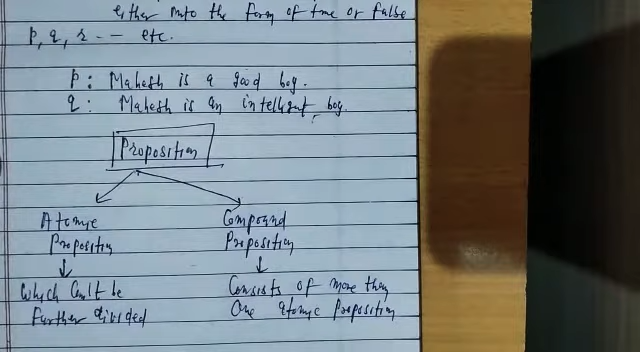 either into the form of true or false
p, q, r -- etc.
p : Mahesh is a good boy.
q : Mahesh is an intelligent boy.
Proposition
Atomic Proposition
Compound Proposition
Which can't be further divided
Consists of more than One atomic Proposition